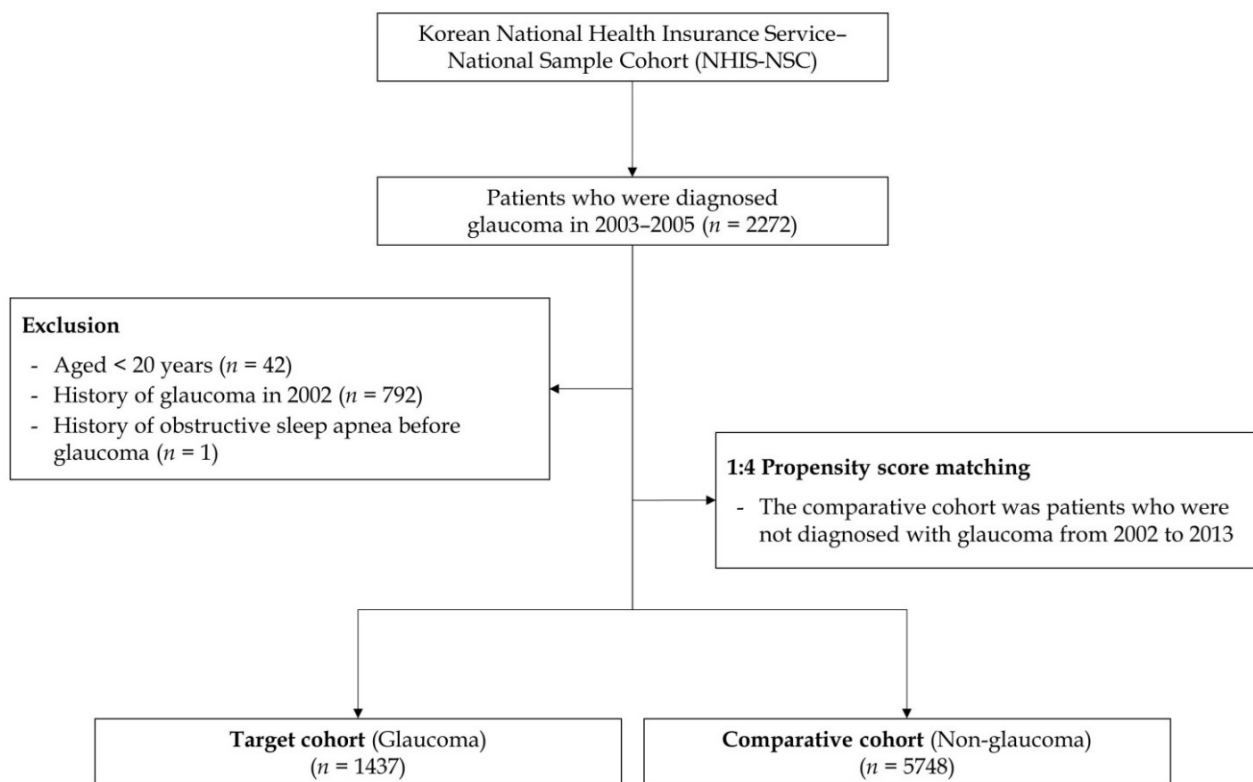 Korean National Health Insurance Service–
National Sample Cohort (NHIS-NSC)
Patients who were diagnosed
glaucoma in 2003–2005 (n = 2272)
Exclusion
- Aged < 20 years (n = 42)
- History of glaucoma in 2002 (n = 792)
- History of obstructive sleep apnea before
glaucoma (n = 1)
1:4 Propensity score matching
- The comparative cohort was patients who were
not diagnosed with glaucoma from 2002 to 2013
Target cohort (Glaucoma)
(n = 1437)
Comparative cohort (Non-glaucoma)
(n = 5748)